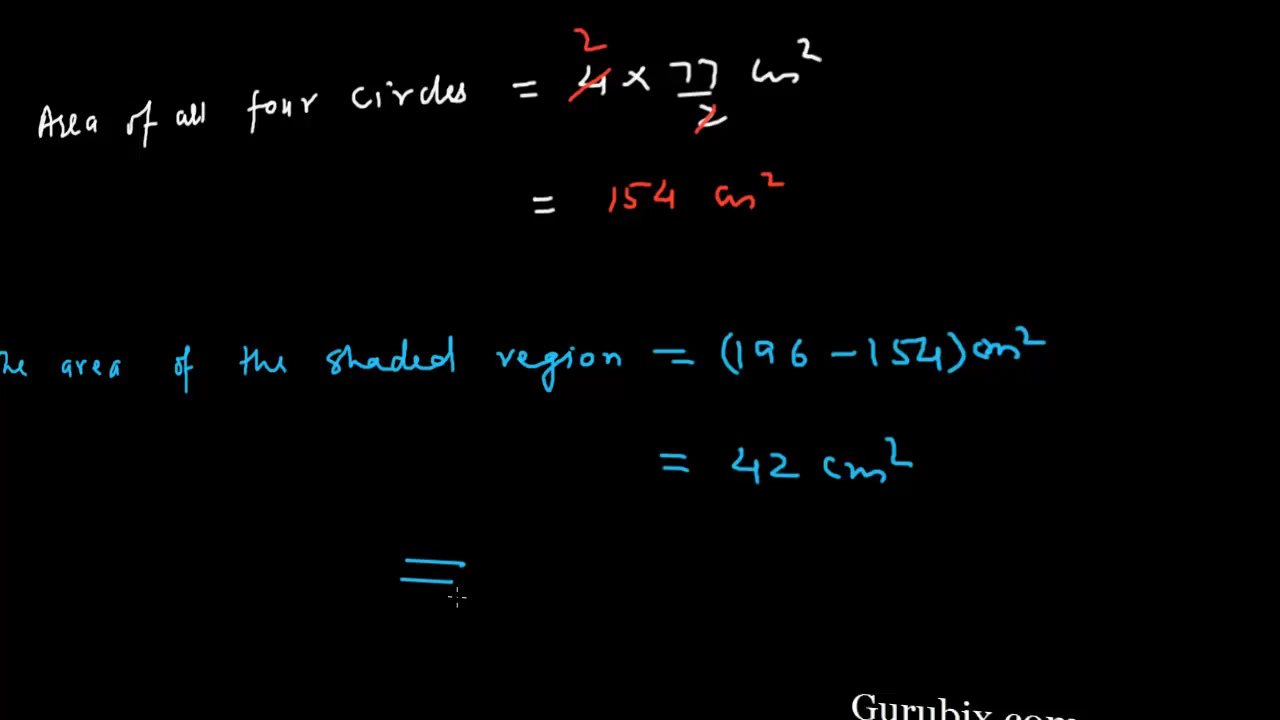 Area of all four circles = 4 × 77/2 cm²
2
= 154 cm²
he area of the shaded region = (196 - 154) cm²
= 42 cm²
=
Gurubix.com